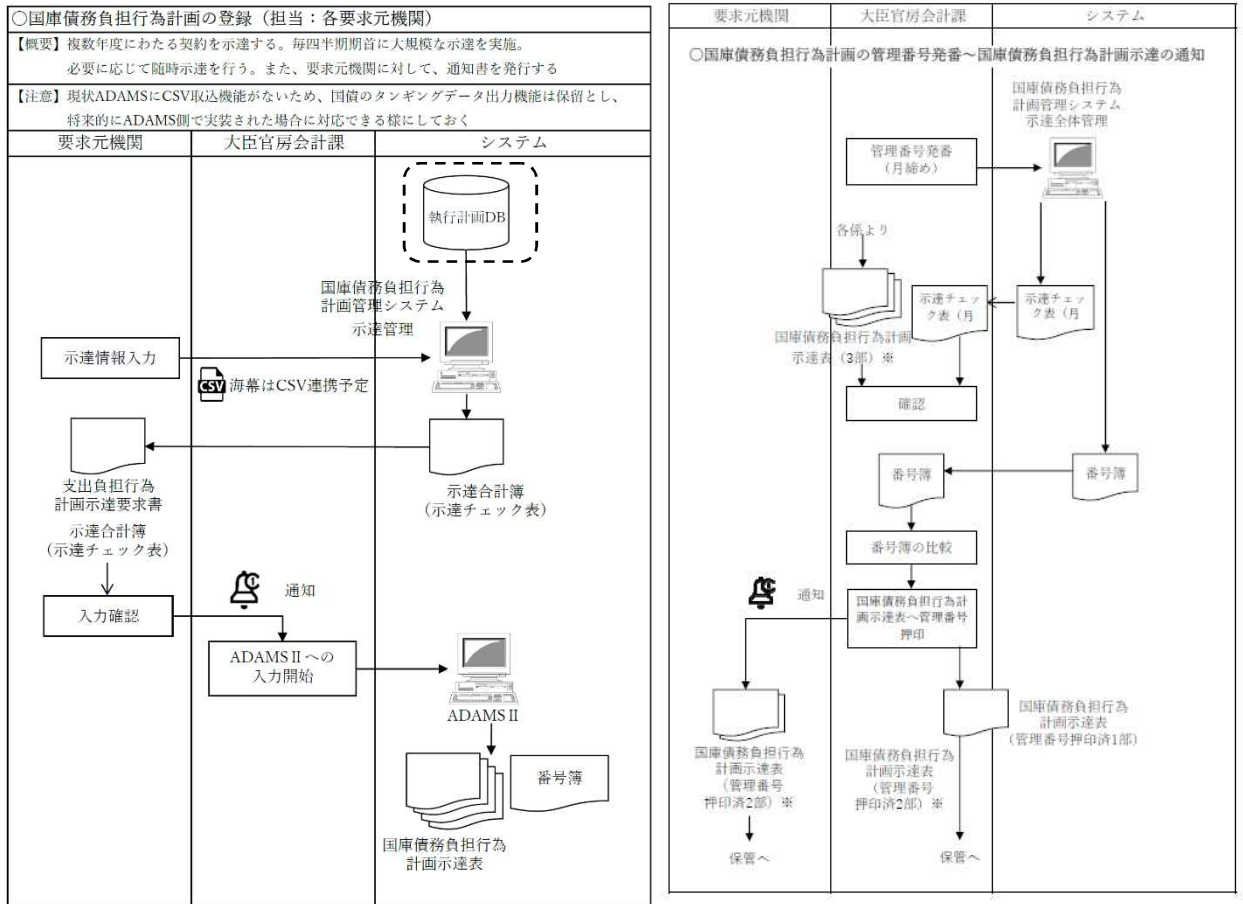 ○国庫債務負担行為計画の登録（担当：各要求元機関）
【概要】複数年度にわたる契約を示達する。毎四半期期首に大規模な示達を実施。
必要に応じて随時示達を行う。また、要求元機関に対して、通知書を発行する
【注意】現状ADAMSにCSV取込機能がないため、国債のタンギングデータ出力機能は保留とし、
将来的にADAMS側で実装された場合に対応できる様にしておく
要求元機関
大臣官房会計課
システム
執行計画DB
国庫債務負担行為
計画管理システム
示達管理
示達情報入力
CSV
海幕はCSV連携予定
支出負担行為
計画示達要求書
示達合計簿
（示達チェック表）
示達合計簿
（示達チェック表）
入力確認
通知
ADAMSⅡへの
入力開始
ADAMSⅡ
番号簿
国庫債務負担行為
計画示達表
要求元機関
大臣官房会計課
システム
○国庫債務負担行為計画の管理番号発番～国庫債務負担行為計画示達の通知
国庫債務負担行為
計画管理システム
示達全体管理
管理番号発番
（月締め）
各係より
示達チェッ
ク表（月
示達チェッ
ク表（月
国庫債務負担行為計画
示達表（3部）※
確認
番号簿
番号簿
番号簿の比較
通知
国庫債務負担行為計
画示達表へ管理番号
押印
国庫債務負担行為
計画示達表
（管理番号押印済1部）
国庫債務負担行為
計画示達表
（管理番号
押印済2部）※
国庫債務負担行為
計画示達表
（管理番号
押印済2部）※
保管へ
保管へ